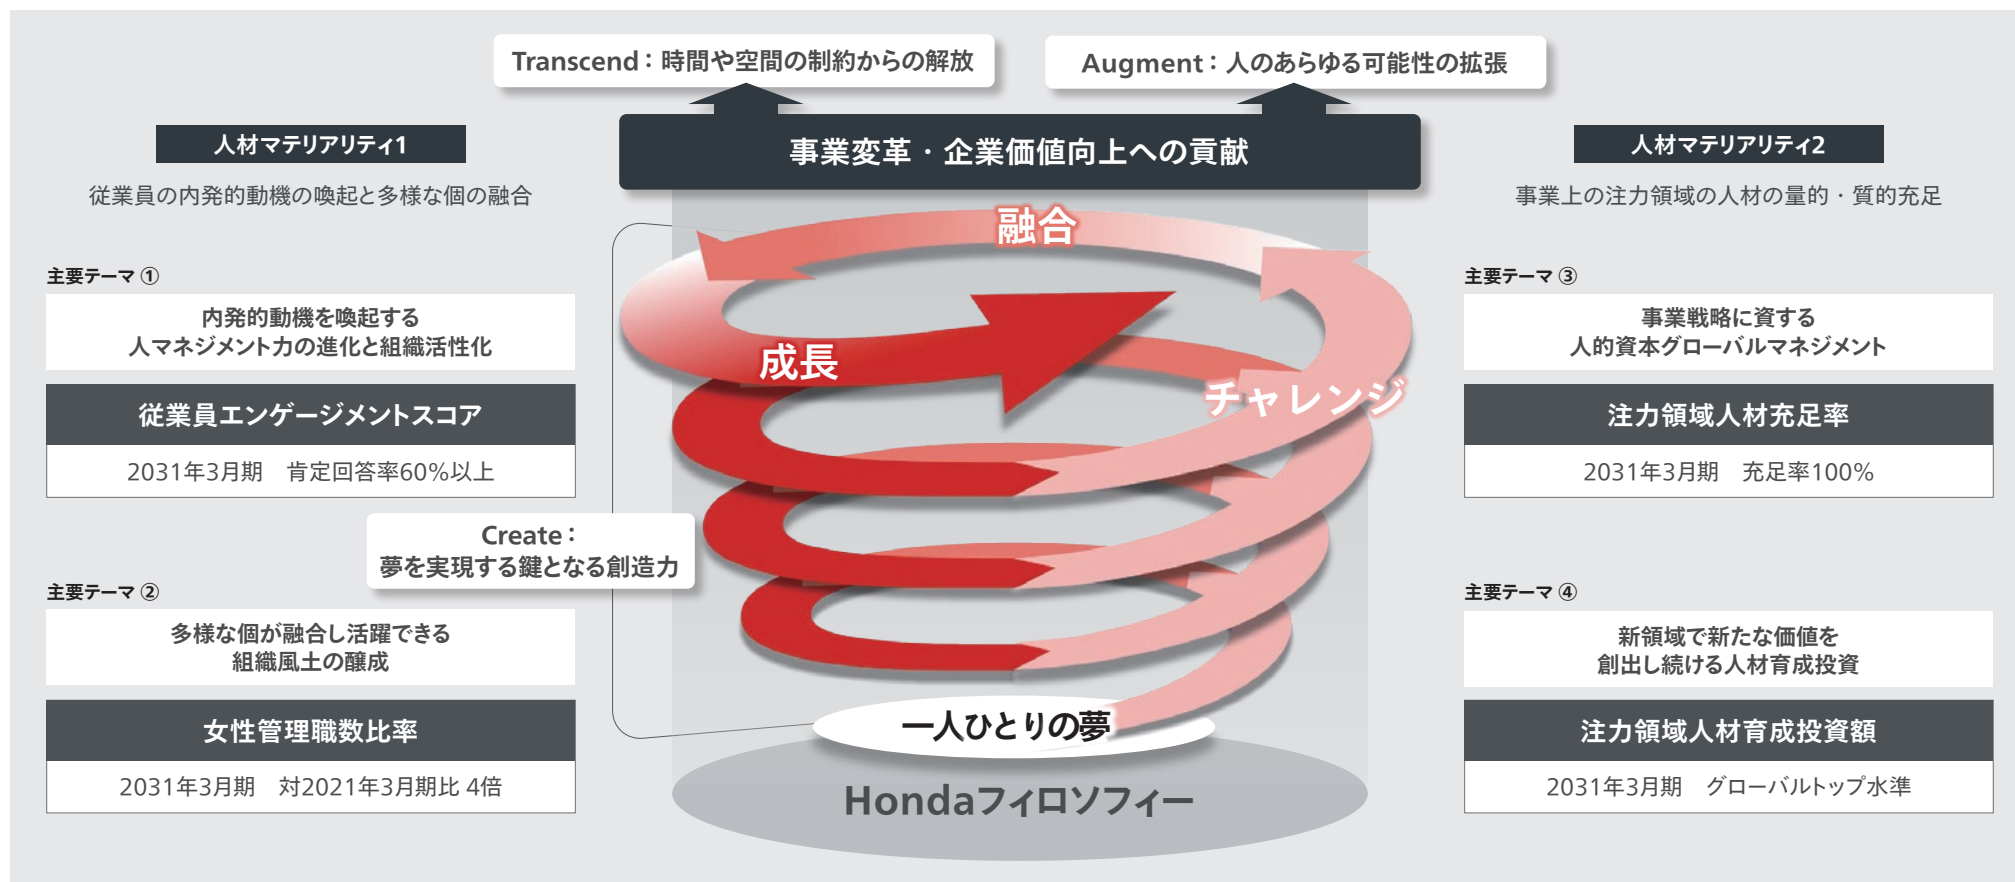 Transcend：時間や空間の制約からの解放
Augment：人のあらゆる可能性の拡張
事業変革・企業価値向上への貢献
人材マテリアリティ1
従業員の内発的動機の喚起と多様な個の融合
主要テーマ ①
内発的動機を喚起する
人マネジメント力の進化と組織活性化
従業員エンゲージメントスコア
2031年3月期　肯定回答率60%以上
主要テーマ ②
多様な個が融合し活躍できる
組織風土の醸成
女性管理職数比率
2031年3月期　対2021年3月期比 4倍
融合
成長
チャレンジ
Create：
夢を実現する鍵となる創造力
一人ひとりの夢
Hondaフィロソフィー
人材マテリアリティ2
事業上の注力領域の人材の量的・質的充足
主要テーマ ③
事業戦略に資する
人的資本グローバルマネジメント
注力領域人材充足率
2031年3月期　充足率100%
主要テーマ ④
新領域で新たな価値を
創出し続ける人材育成投資
注力領域人材育成投資額
2031年3月期　グローバルトップ水準